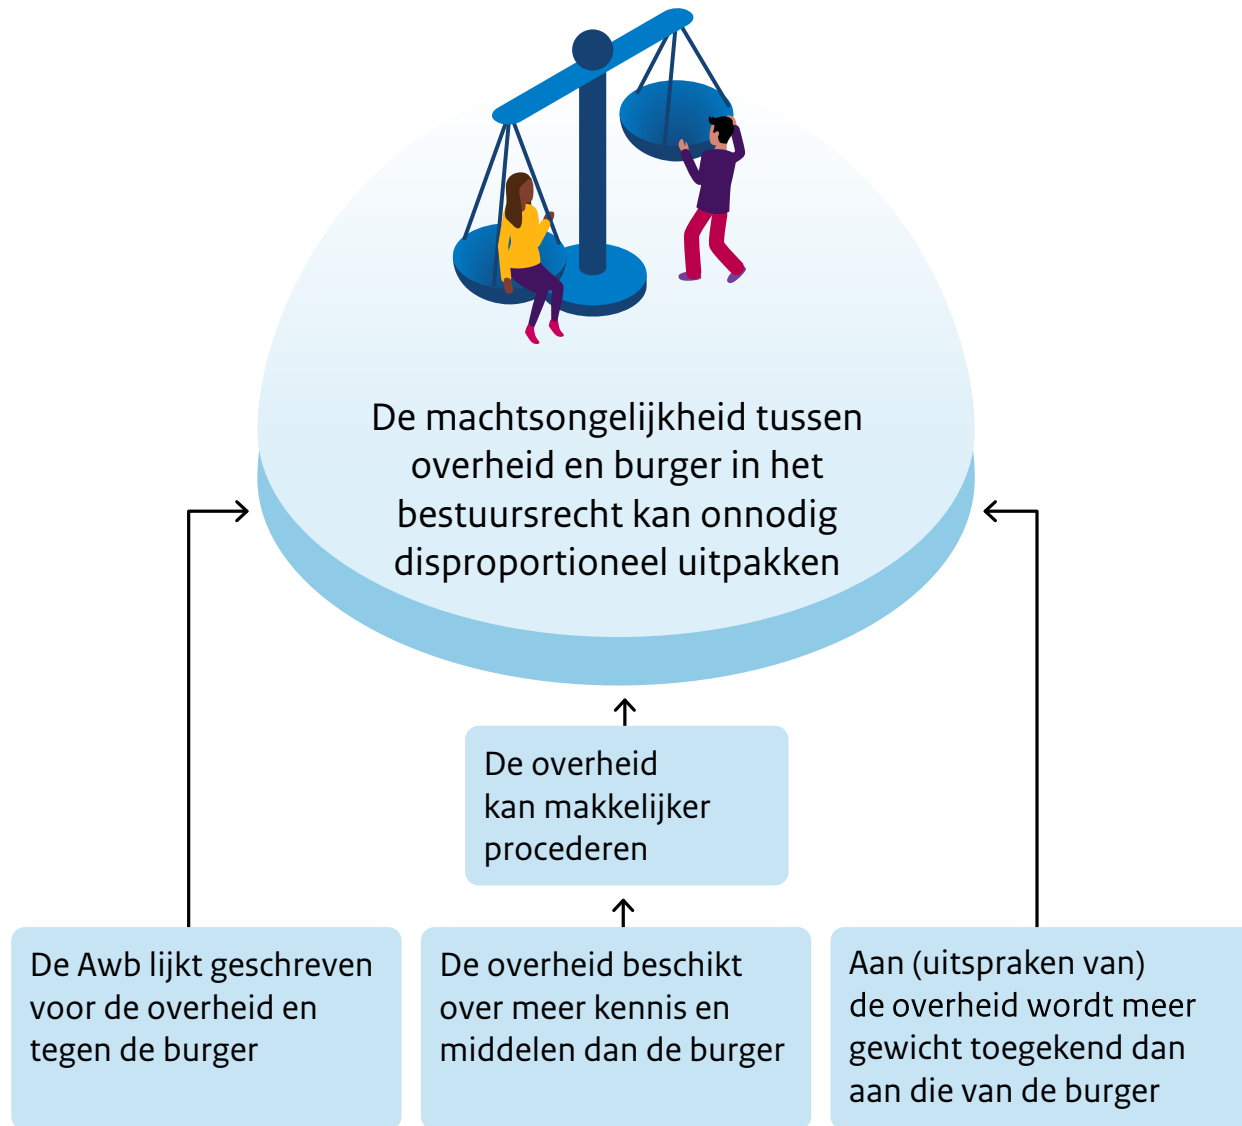 De machtsongelijkheid tussen
overheid en burger in het
bestuursrecht kan onnodig
disproportioneel uitpakken
De overheid
kan makkelijker
procederen
De Awb lijkt geschreven
voor de overheid en
tegen de burger
De overheid beschikt
over meer kennis en
middelen dan de burger
Aan (uitspraken van)
de overheid wordt meer
gewicht toegekend dan
aan die van de burger